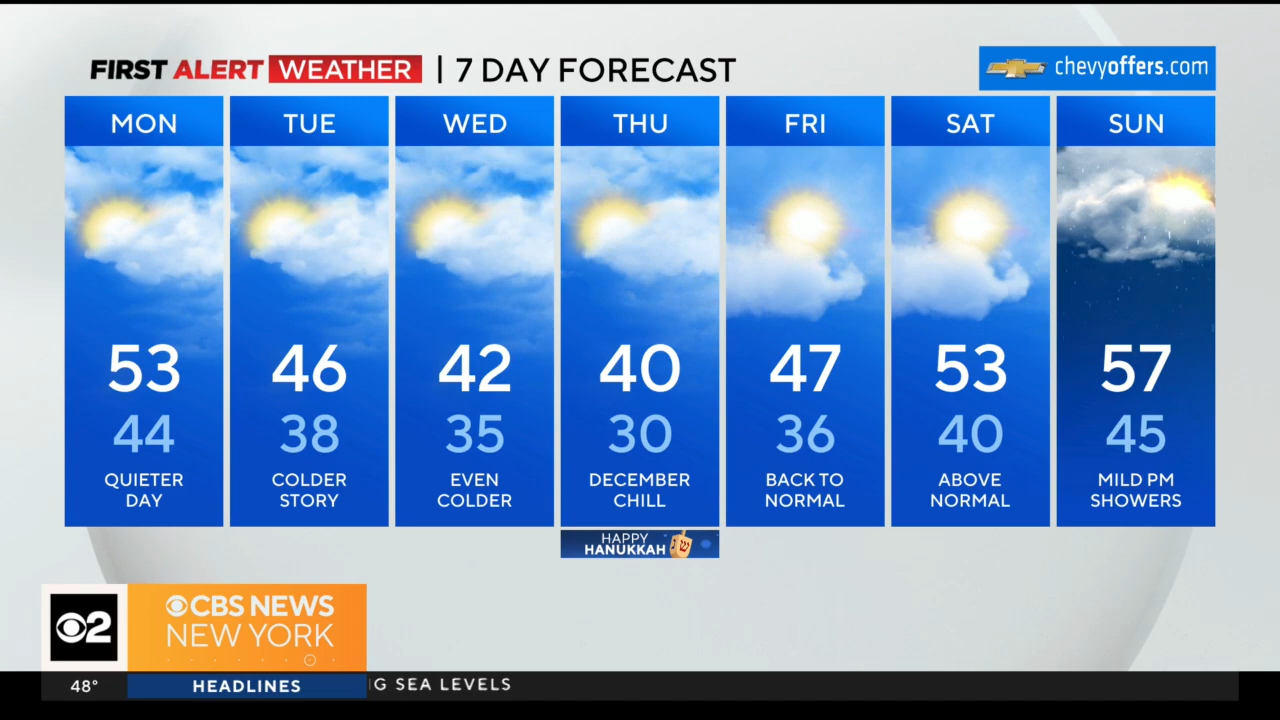 FIRST ALERT WEATHER | 7 DAY FORECAST
chevyoffers.com
MON TUE WED THU FRI SAT SUN
53 46 42 40 47 53 57
44 38 35 30 36 40 45
QUIETER COLDER EVEN DECEMBER BACK TO ABOVE MILD PM
DAY STORY COLDER CHILL NORMAL NORMAL SHOWERS
HAPPY
HANUKKAH
2
CBS NEWS
NEW YORK
48°
HEADLINES
G SEA LEVELS